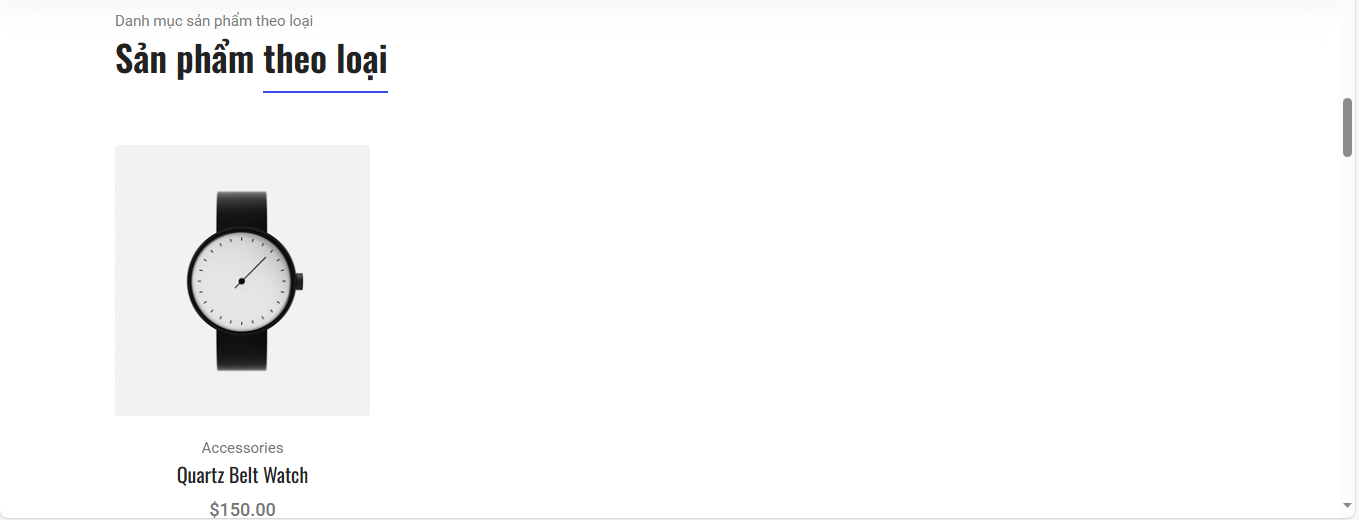 Danh mục sản phẩm theo loại
Sản phẩm theo loại
Accessories
Quartz Belt Watch
$150.00